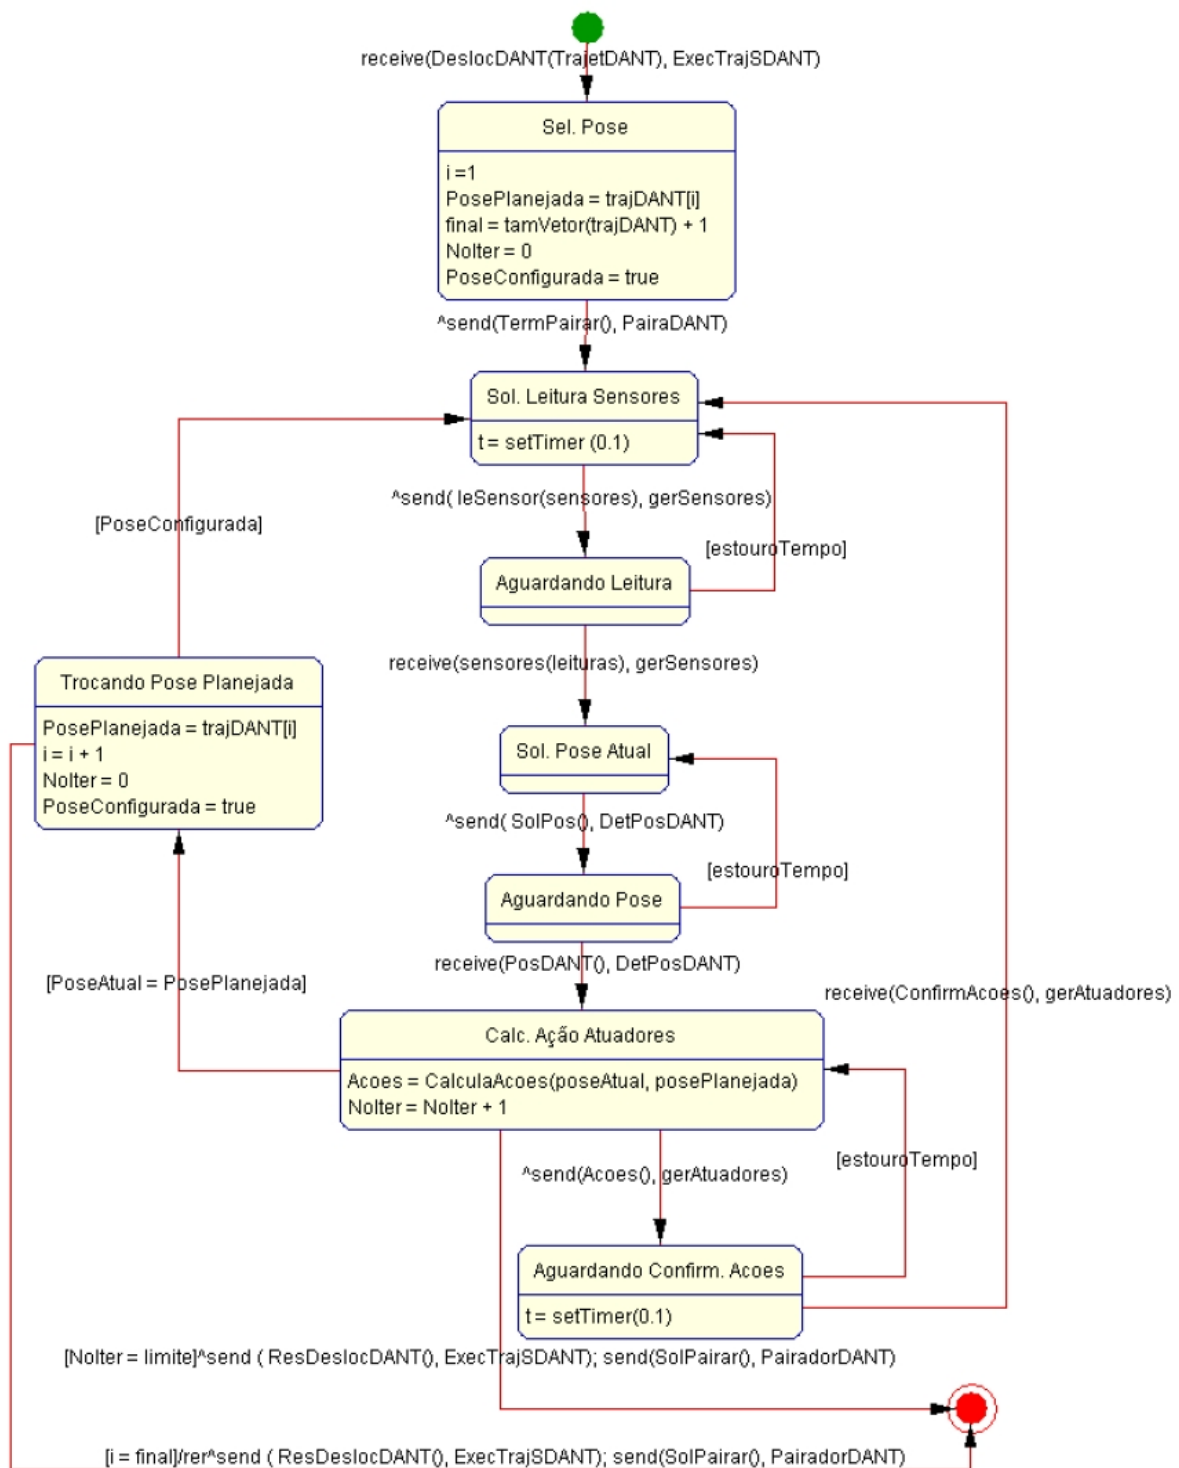 receive(DeslocDANT(TrajetDANT), ExecTrajSDANT)
Sel. Pose
i =1
PosePlanejada = trajDANT[i]
final = tamVetor(trajDANT) + 1
NoIter = 0
PoseConfigurada = true
^send(TermPairar(), PairaDANT)
Sol. Leitura Sensores
t = setTimer (0.1)
^send( leSensor(sensores), gerSensores)
[PoseConfigurada]
[estouroTempo]
Aguardando Leitura
receive(sensores(leituras), gerSensores)
Trocando Pose Planejada
PosePlanejada = trajDANT[i]
i = i + 1
NoIter = 0
PoseConfigurada = true
Sol. Pose Atual
^send( SolPos(), DetPosDANT)
[estouroTempo]
Aguardando Pose
receive(PosDANT(), DetPosDANT)
[PoseAtual = PosePlanejada]
receive(ConfirmAcoes(), gerAtuadores)
Calc. Ação Atuadores
Acoes = CalculaAcoes(poseAtual, posePlanejada)
NoIter = NoIter + 1
^send(Acoes(), gerAtuadores)
[estouroTempo]
Aguardando Confirm. Acoes
t = setTimer(0.1)
[NoIter = limite]^send ( ResDeslocDANT(), ExecTrajSDANT); send(SolPairar(), PairadorDANT)
[i = final]/rer^send ( ResDeslocDANT(), ExecTrajSDANT); send(SolPairar(), PairadorDANT)